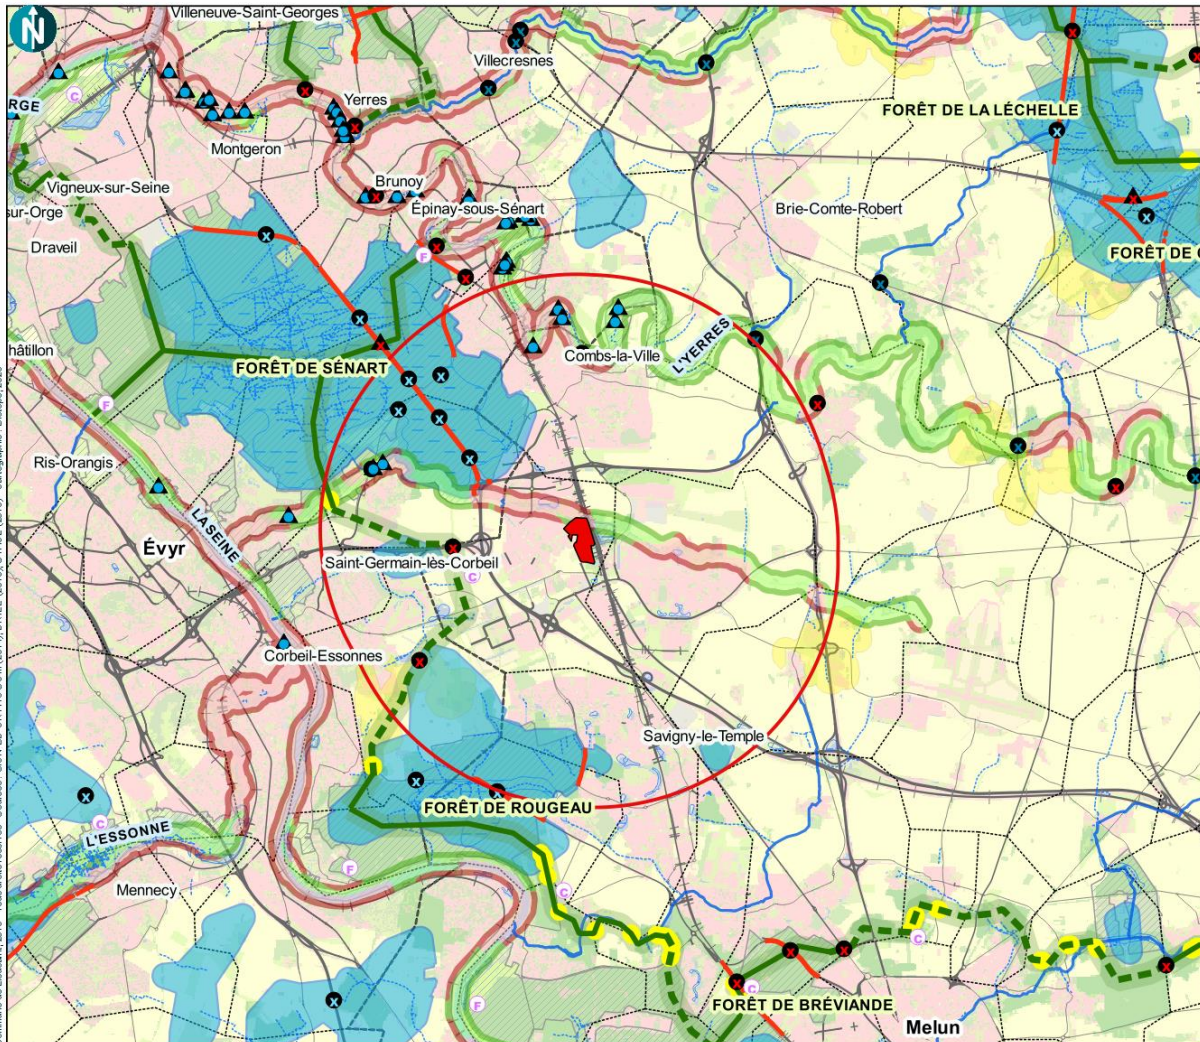 N
Villeneuve-Saint-Georges
Villecresnes
Yerres
FORÊT DE LA LÉCHELLE
RGE
Montgeron
Brunoy
Vigneux-sur-Seine
Épinay-sous-Sénart
Brie-Comte-Robert
sur-Orge
Draveil
FORÊT DE
L'YERRES
hâtillon
Combs-la-Ville
FORÊT DE SÉNART
Ris-Orangis
LA SEINE
Évyr
Saint-Germain-lès-Corbeil
Corbeil-Essonnes
Savigny-le-Temple
FORÊT DE ROUGEAU
L'ESSONNE
Mennecy
FORÊT DE BRÉVIANDE
Melun